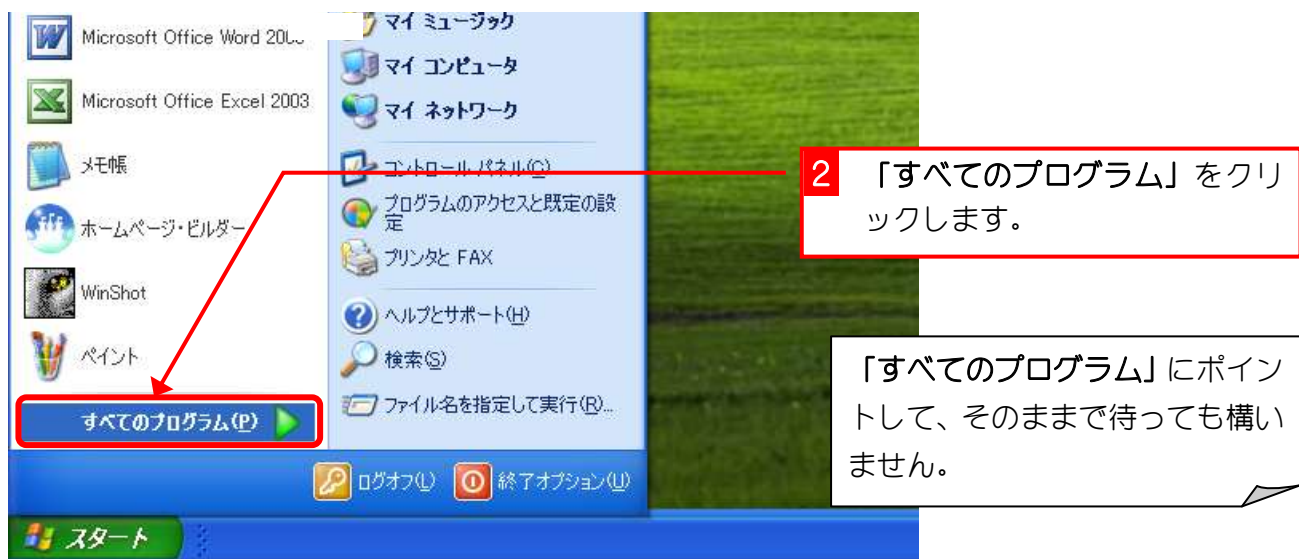 Microsoft Office Word
Microsoft Office Excel 2003
メモ帳
ホームページ・ビルダー
WinShot
ペイント
すべてのプログラム(P)
マイ ミュージック
マイ コンピュータ
マイ ネットワーク
コントロール パネル(C)
プログラムのアクセスと既定の設
定
プリンタと FAX
ヘルプとサポート(H)
検索(S)
ファイル名を指定して実行(R)...
ログオフ(L)
終了オプション(U)
スタート
2
「すべてのプログラム」をクリ
ックします。
「すべてのプログラム」にポイン
トして、そのままで待っても構い
ません。